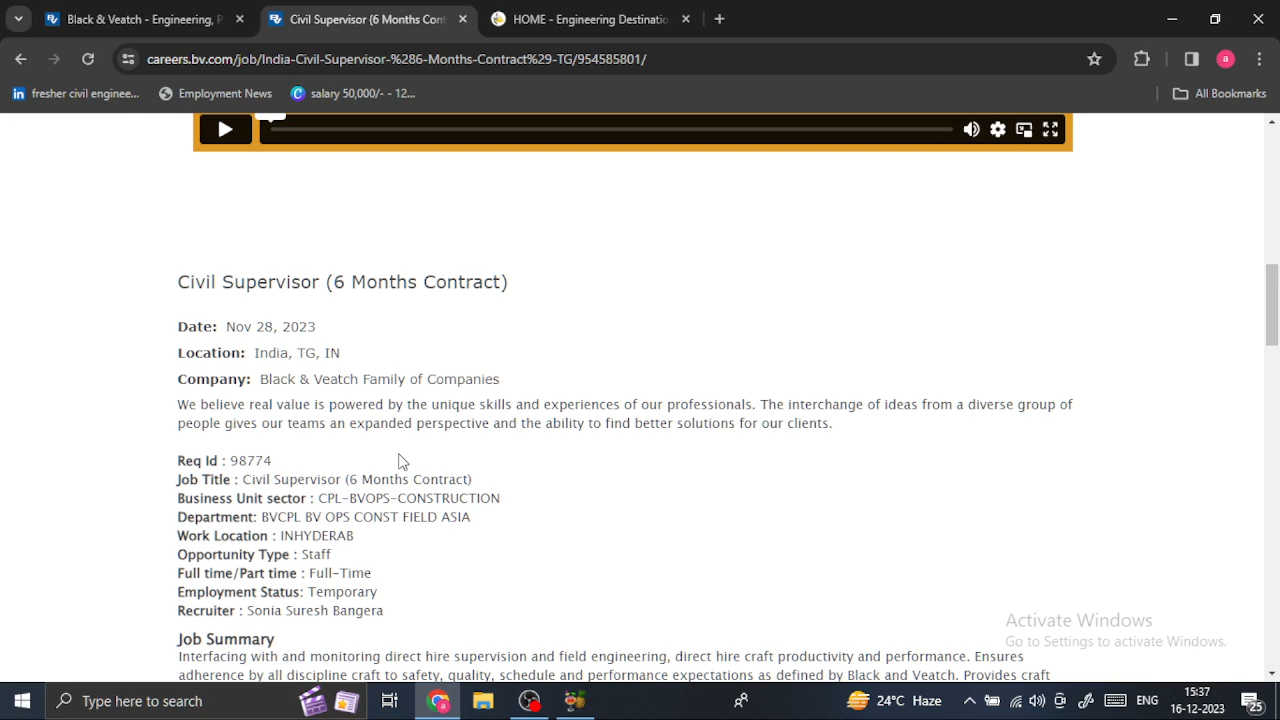 Black & Veatch - Engineering, P
Civil Supervisor (6 Months Cont
HOME - Engineering Destinatio
careers.bv.com/job/India-Civil-Supervisor-%286-Months-Contract%29-TG/954585801/
a
in fresher civil enginee...
Employment News
C salary 50,000/- - 12...
All Bookmarks
Civil Supervisor (6 Months Contract)
Date: Nov 28, 2023
Location: India, TG, IN
Company: Black & Veatch Family of Companies
We believe real value is powered by the unique skills and experiences of our professionals. The interchange of ideas from a diverse group of
people gives our teams an expanded perspective and the ability to find better solutions for our clients.
Req Id : 98774
Job Title : Civil Supervisor (6 Months Contract)
Business Unit sector : CPL-BVOPS-CONSTRUCTION
Department: BVCPL BV OPS CONST FIELD ASIA
Work Location : INHYDERAB
Opportunity Type : Staff
Full time/Part time : Full-Time
Employment Status: Temporary
Recruiter : Sonia Suresh Bangera
Job Summary
Interfacing with and monitoring direct hire supervision and field engineering, direct hire craft productivity and performance. Ensures
adherence by all discipline craft to safety, quality, schedule and performance expectations as defined by Black and Veatch. Provides craft
Activate Windows
Go to Settings to activate Windows.
Type here to search
a
24°C Haze
ENG
15:37
16-12-2023
25